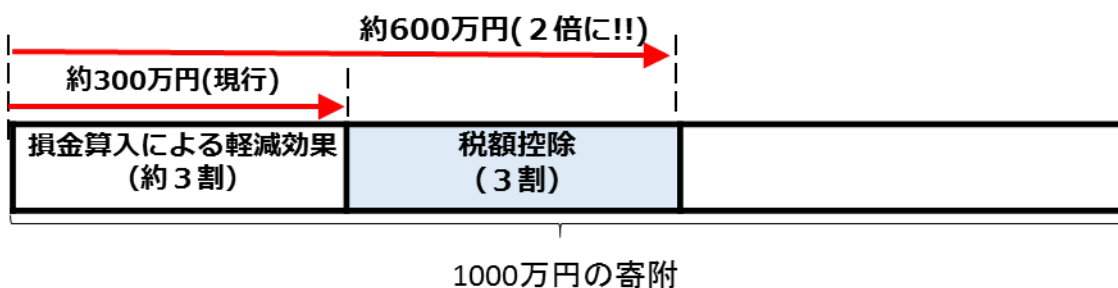 約600万円(２倍に!!)
約300万円(現行)
損金算入による軽減効果
(約３割)
税額控除
(３割)
1000万円の寄附